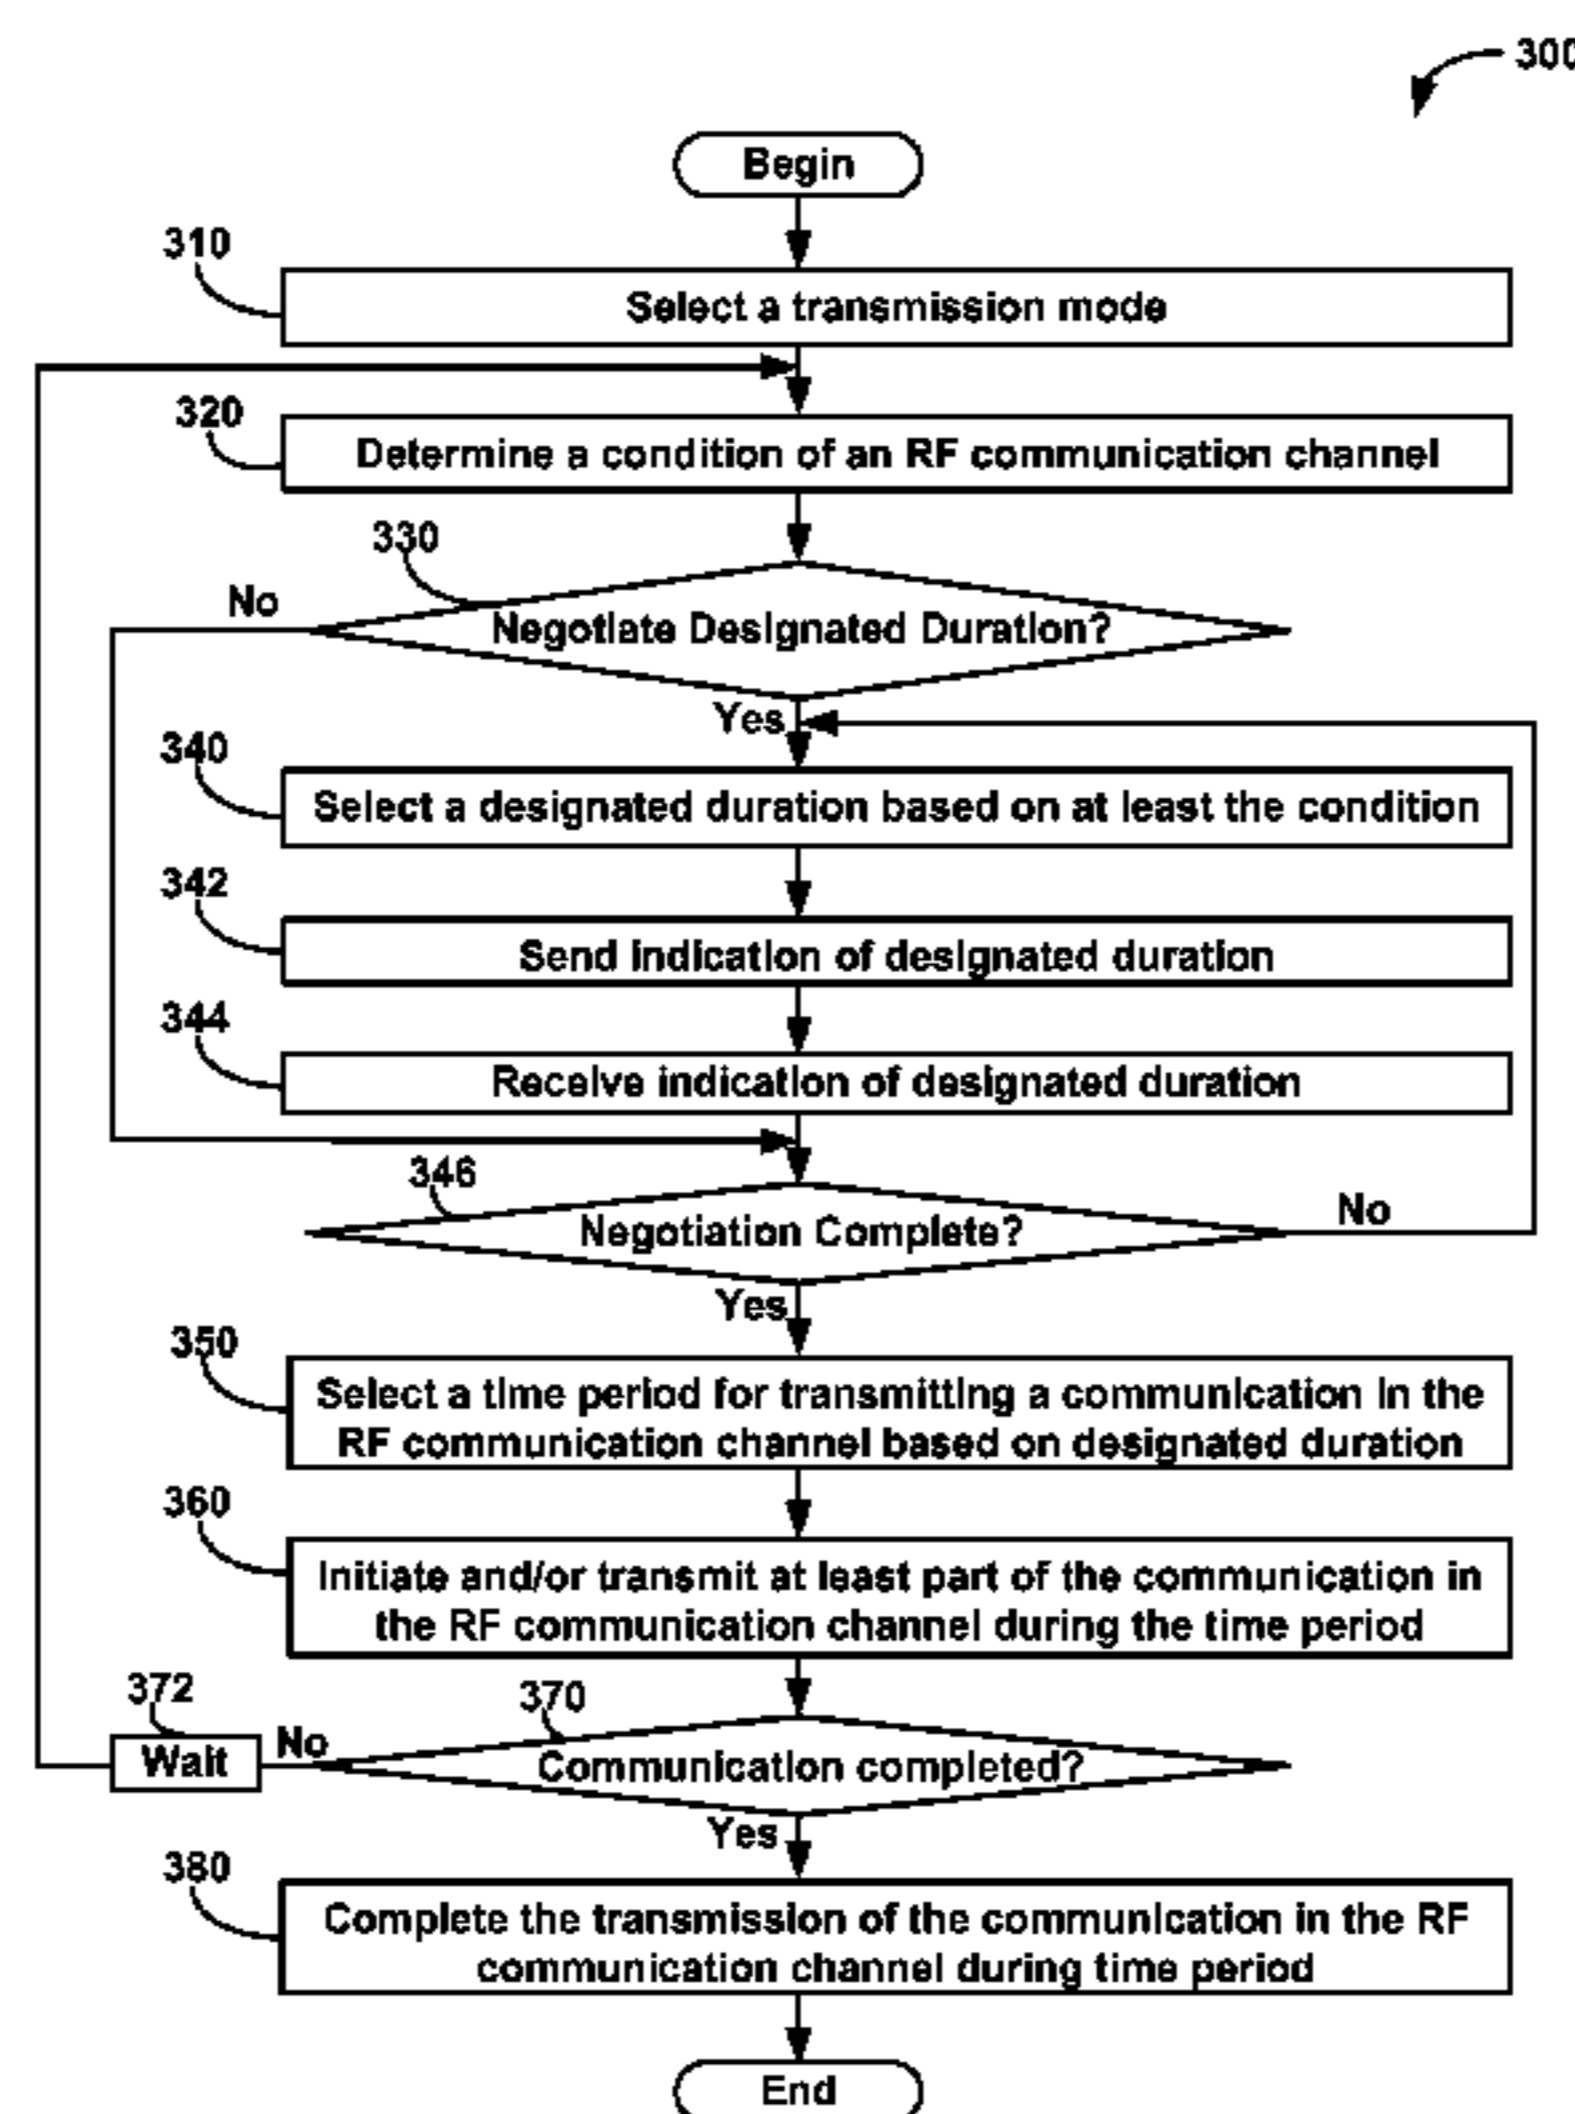 300
Begin
310
Select a transmission mode
320
Determine a condition of an RF communication channel
330
No
Negotiate Designated Duration?
Yes
340
Select a designated duration based on at least the condition
342
Send indication of designated duration
344
Receive indication of designated duration
346
No
Negotiation Complete?
Yes
350
Select a time period for transmitting a communication in the
RF communication channel based on designated duration
360
Initiate and/or transmit at least part of the communication in
the RF communication channel during the time period
372
370
Wait
No
Communication completed?
Yes
380
Complete the transmission of the communication in the RF
communication channel during time period
End